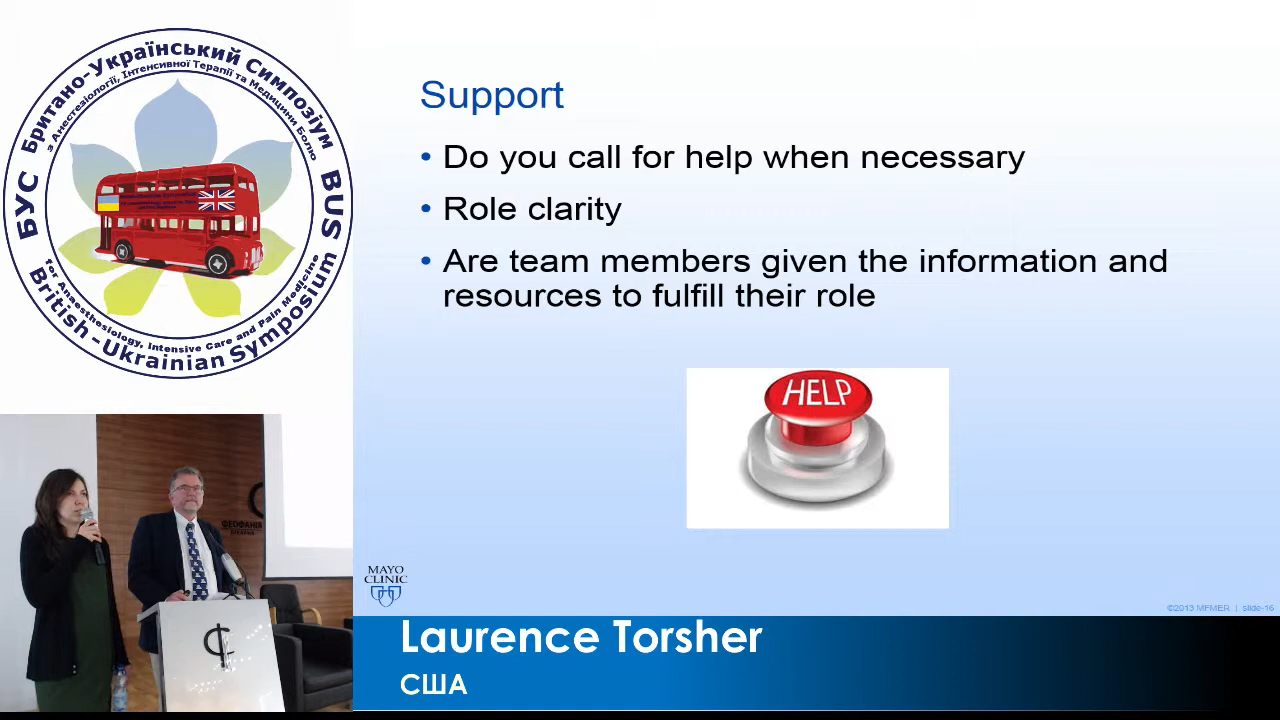 Британо-Український Симпозіум
з Анестезіології, Інтенсивної Терапії та Медицини Болю
БУС
BUS
for Anaesthesiology, Intensive Care and Pain Medicine
British-Ukrainian Symposium
Support
• Do you call for help when necessary
• Role clarity
• Are team members given the information and
resources to fulfill their role
HELP
ФЕОФАНІЯ
MAYO
CLINIC
©2013 MFMER | slide-16
Laurence Torsher
США